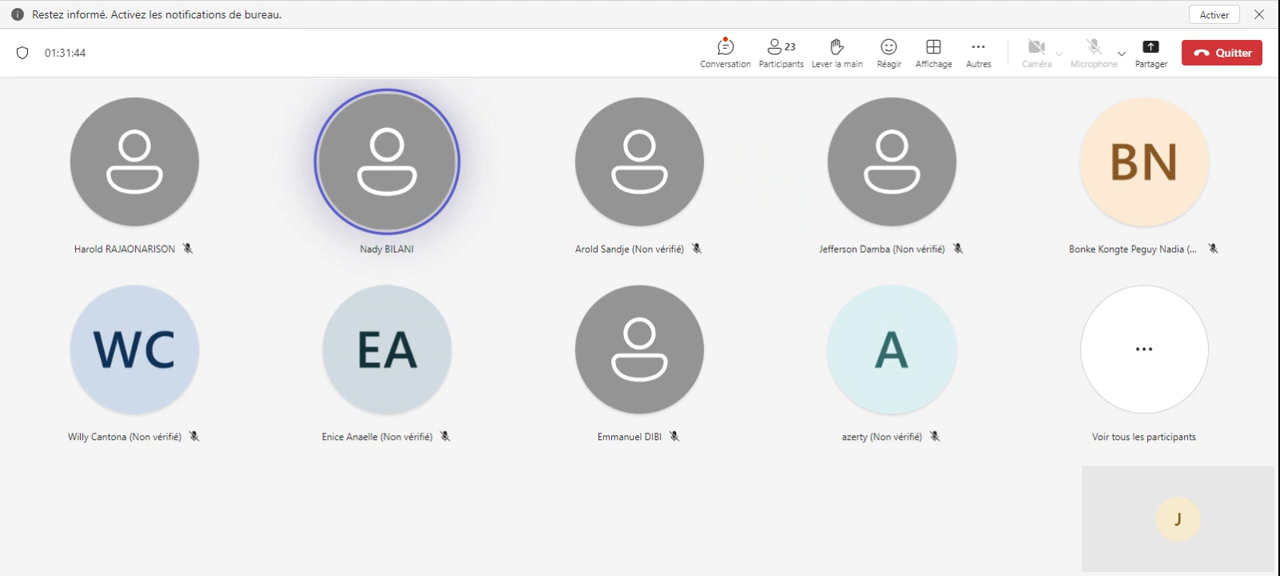 Restez informé. Activez les notifications de bureau.
Activer
01:31:44
Conversation
23
Participants
Lever la main
Réagir
Affichage
Autres
Caméra
Microphone
Partager
Quitter
BN
Harold RAJAONARISON
Nady BILANI
Arold Sandje (Non vérifié)
Jefferson Damba (Non vérifié)
Bonke Kongte Peguy Nadia (...
WC
EA
A
...
Willy Cantona (Non vérifié)
Enice Anaelle (Non vérifié)
Emmanuel DIBI
azerty (Non vérifié)
Voir tous les participants
J